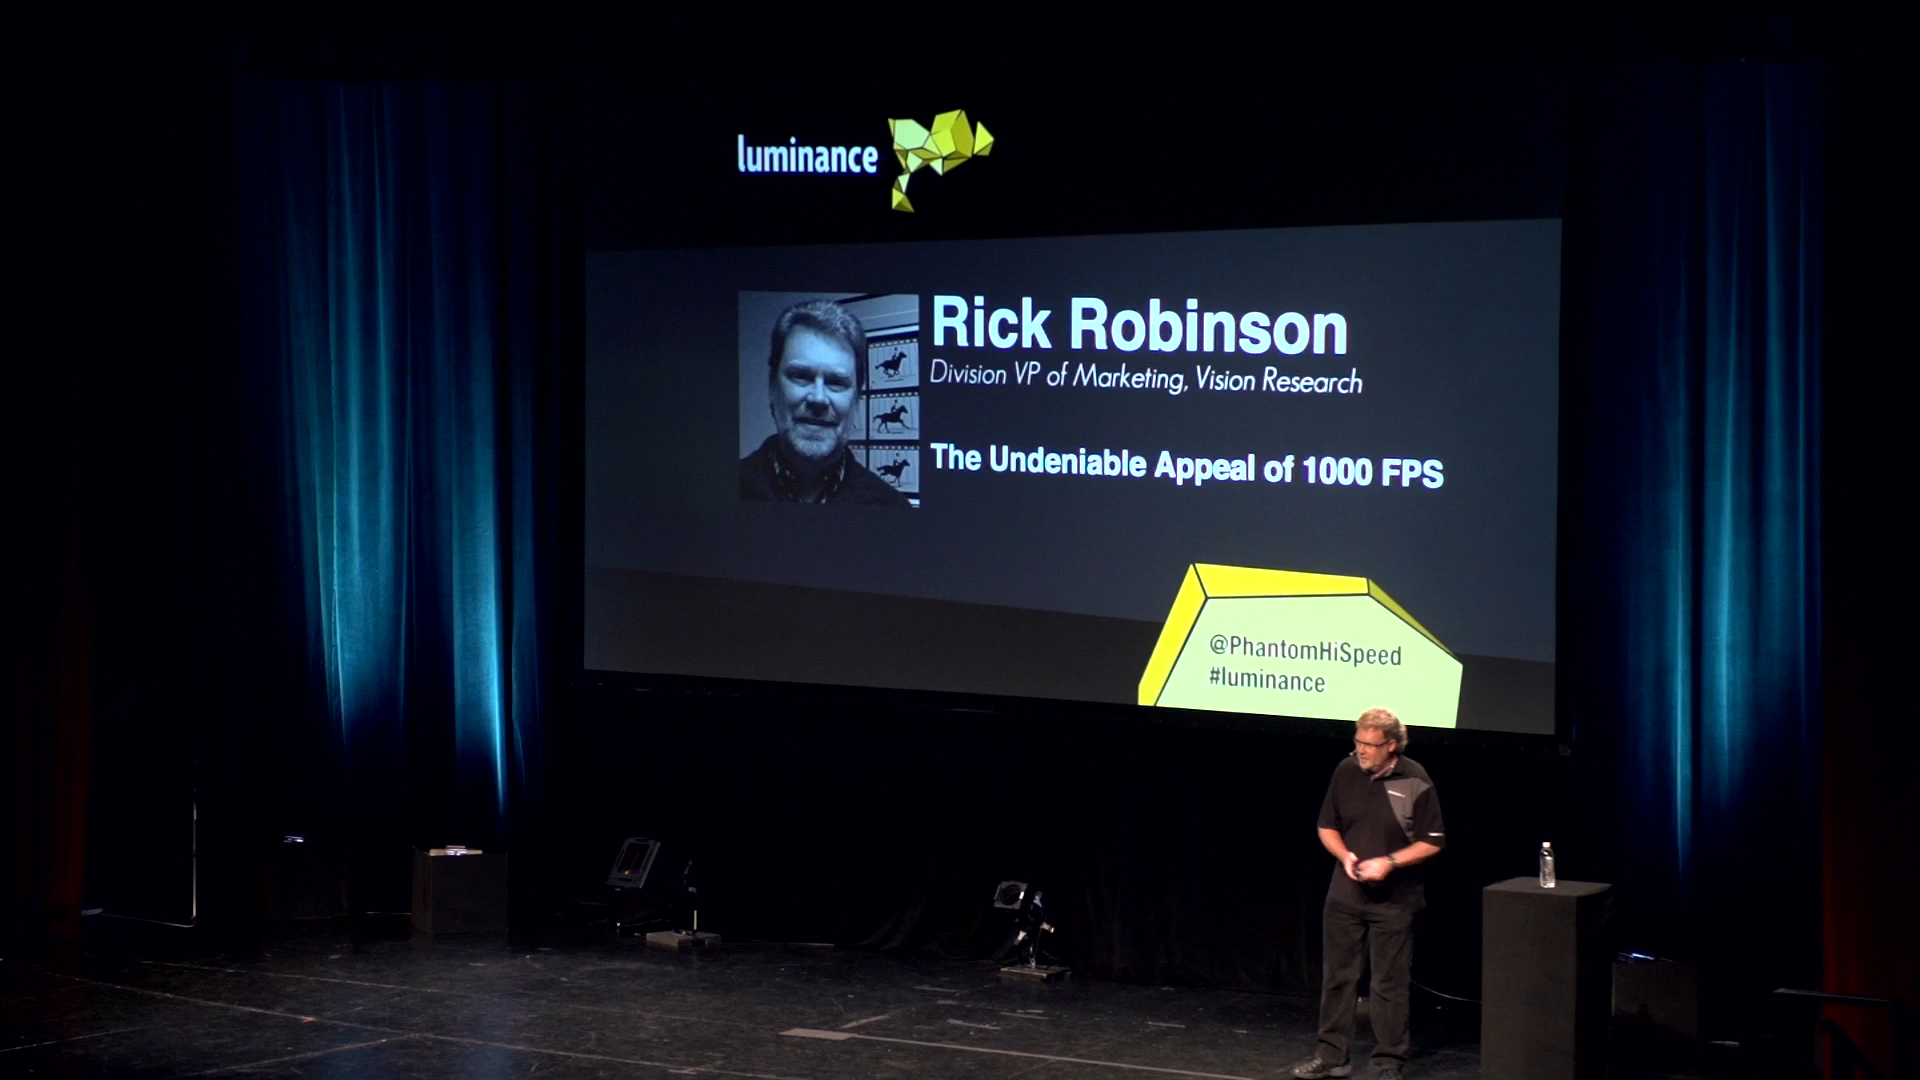 luminance
Rick Robinson
Division VP of Marketing, Vision Research
The Undeniable Appeal of 1000 FPS
@PhantomHiSpeed
#luminance